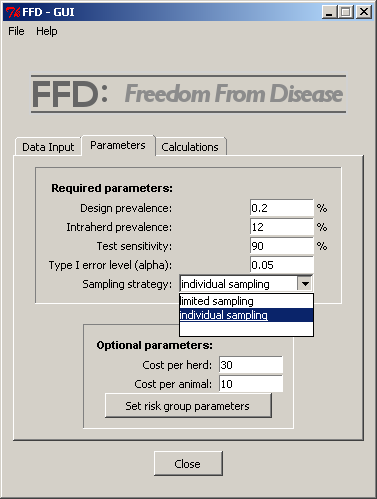 FFD - GUI
File Help
FFD: Freedom From Disease
Data Input Parameters Calculations
Required parameters:
Design prevalence: 0.2 %
Intraherd prevalence: 12 %
Test sensitivity: 90 %
Type I error level (alpha): 0.05
Sampling strategy: individual sampling
limited sampling
individual sampling
Optional parameters:
Cost per herd: 30
Cost per animal: 10
Set risk group parameters
Close